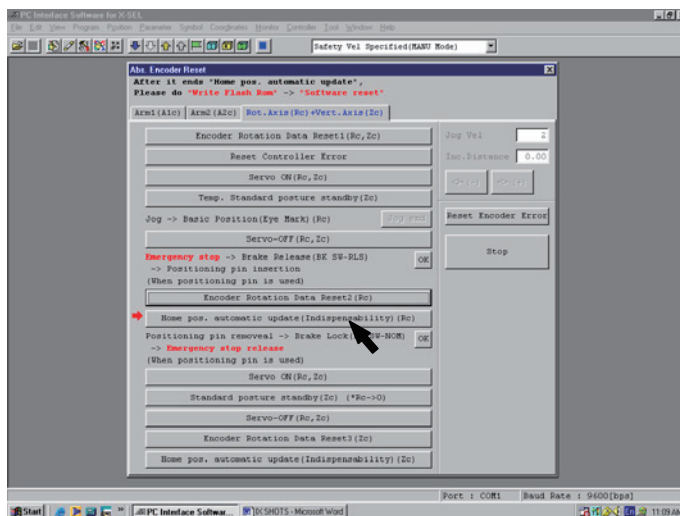 PC Interface Software for X-SEL
File Edit View Program Position Parameter Symbol Coordinates Monitor Controller Tool Window Help
Safety Vel Specified(MANU Mode)
Abs. Encoder Reset
After it ends "Home pos. automatic update",
Please do "Write Flash Rom" -> "Software reset"
Arm1(A1c) Arm2(A2c) Rot.Axis(Rc)+Vert.Axis(Zc)
Encoder Rotation Data Reset1(Rc,Zc)
Jog Vel 2
Reset Controller Error
Inc.Distance 0.00
Servo ON(Rc,Zc)
Temp. Standard posture standby(Zc)
Jog -> Basic Position(Eye Mark)(Rc) Jog end
Reset Encoder Error
Servo-OFF(Rc,Zc)
Stop
Emergency stop -> Brake Release(BK SW-RLS) OK
-> Positioning pin insertion
(When positioning pin is used)
Encoder Rotation Data Reset2(Rc)
Home pos. automatic update(Indispensability)(Rc)
Positioning pin removeal -> Brake Lock( SW-NOM) OK
-> Emergency stop release
(When positioning pin is used)
Servo ON(Rc,Zc)
Standard posture standby(Zc) (*Rc->0)
Servo-OFF(Rc,Zc)
Encoder Rotation Data Reset3(Zc)
Home pos. automatic update(Indispensability)(Zc)
Port : COM1 Baud Rate : 9600[bps]
Start PC Interface Softwar... IX SHOTS - Microsoft Word 11:09 AM